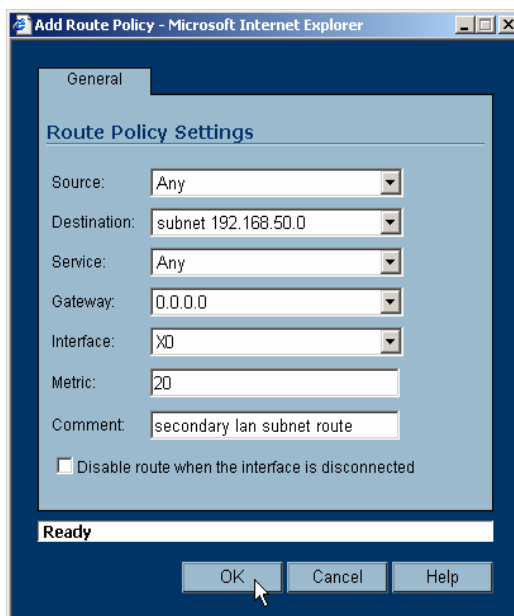 Add Route Policy - Microsoft Internet Explorer
General
Route Policy Settings
Source: Any
Destination: subnet 192.168.50.0
Service: Any
Gateway: 0.0.0.0
Interface: X0
Metric: 20
Comment: secondary lan subnet route
Disable route when the interface is disconnected
Ready
OK Cancel Help